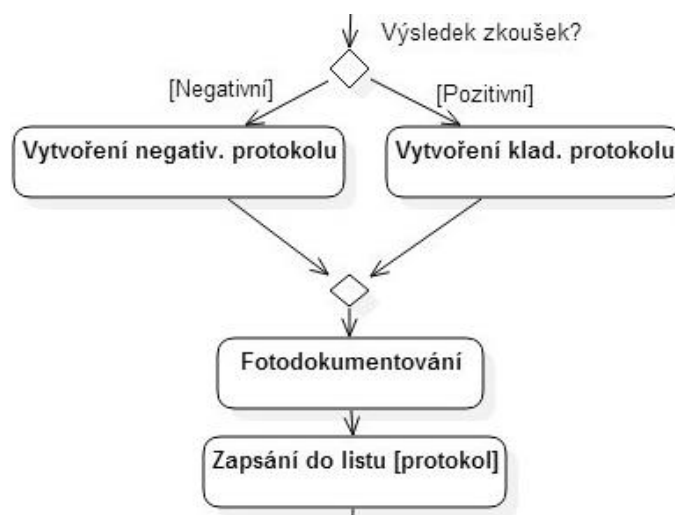 Výsledek zkoušek?
[Negativní]
[Pozitivní]
Vytvoření negativ. protokolu
Vytvoření klad. protokolu
Fotodokumentování
Zapsání do listu [protokol]